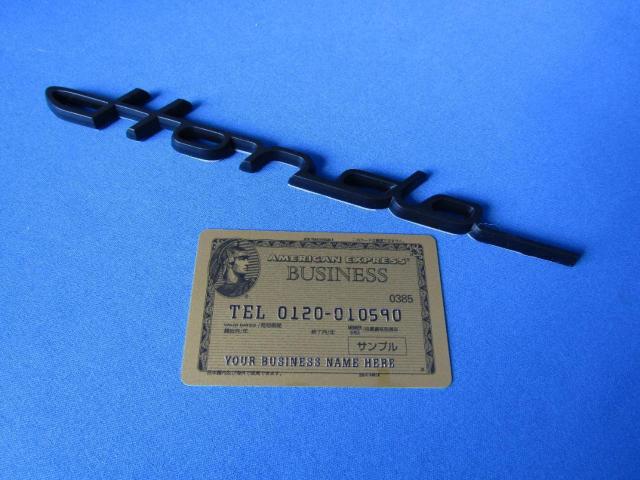 Honda
AMERICAN EXPRESS
BUSINESS
0385
TEL 0120-010590
サンプル
YOUR BUSINESS NAME HERE